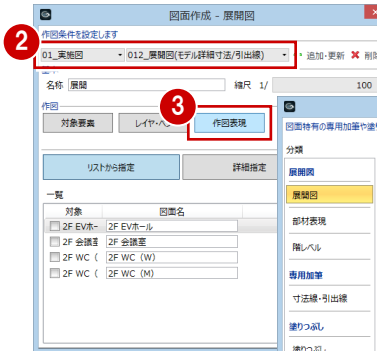 図面作成 - 展開図
作図条件を設定します
2
01_実施図
012_展開図(モデル詳細寸法/引出線)
追加・更新
名称
展開
縮尺 1/
100
作図
3
対象要素
作図表現
図面特有の専用加筆や塗
分類
リストから指定
詳細指定
展開図
一覧
展開図
対象
図面名
2F EVホー
2F EVホール
部材表現
2F 会議室
2F 会議室
2F WC (
2F WC (W)
階レベル
2F WC (
2F WC (M)
専用加筆
寸法線・引出線
塗りつぶし